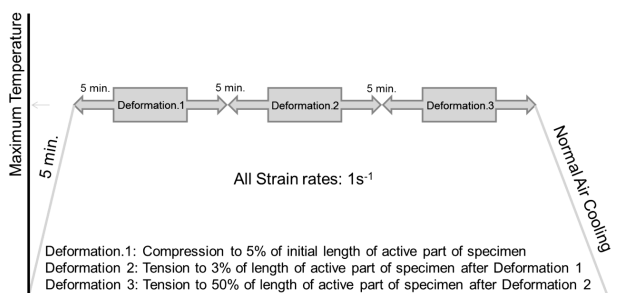 Maximum Temperature
5 min.
5 min.
5 min.
5 min.
Deformation.1
Deformation.2
Deformation.3
Normal Air Cooling
All Strain rates: 1s⁻¹
Deformation.1: Compression to 5% of initial length of active part of specimen
Deformation 2: Tension to 3% of length of active part of specimen after Deformation 1
Deformation 3: Tension to 50% of length of active part of specimen after Deformation 2